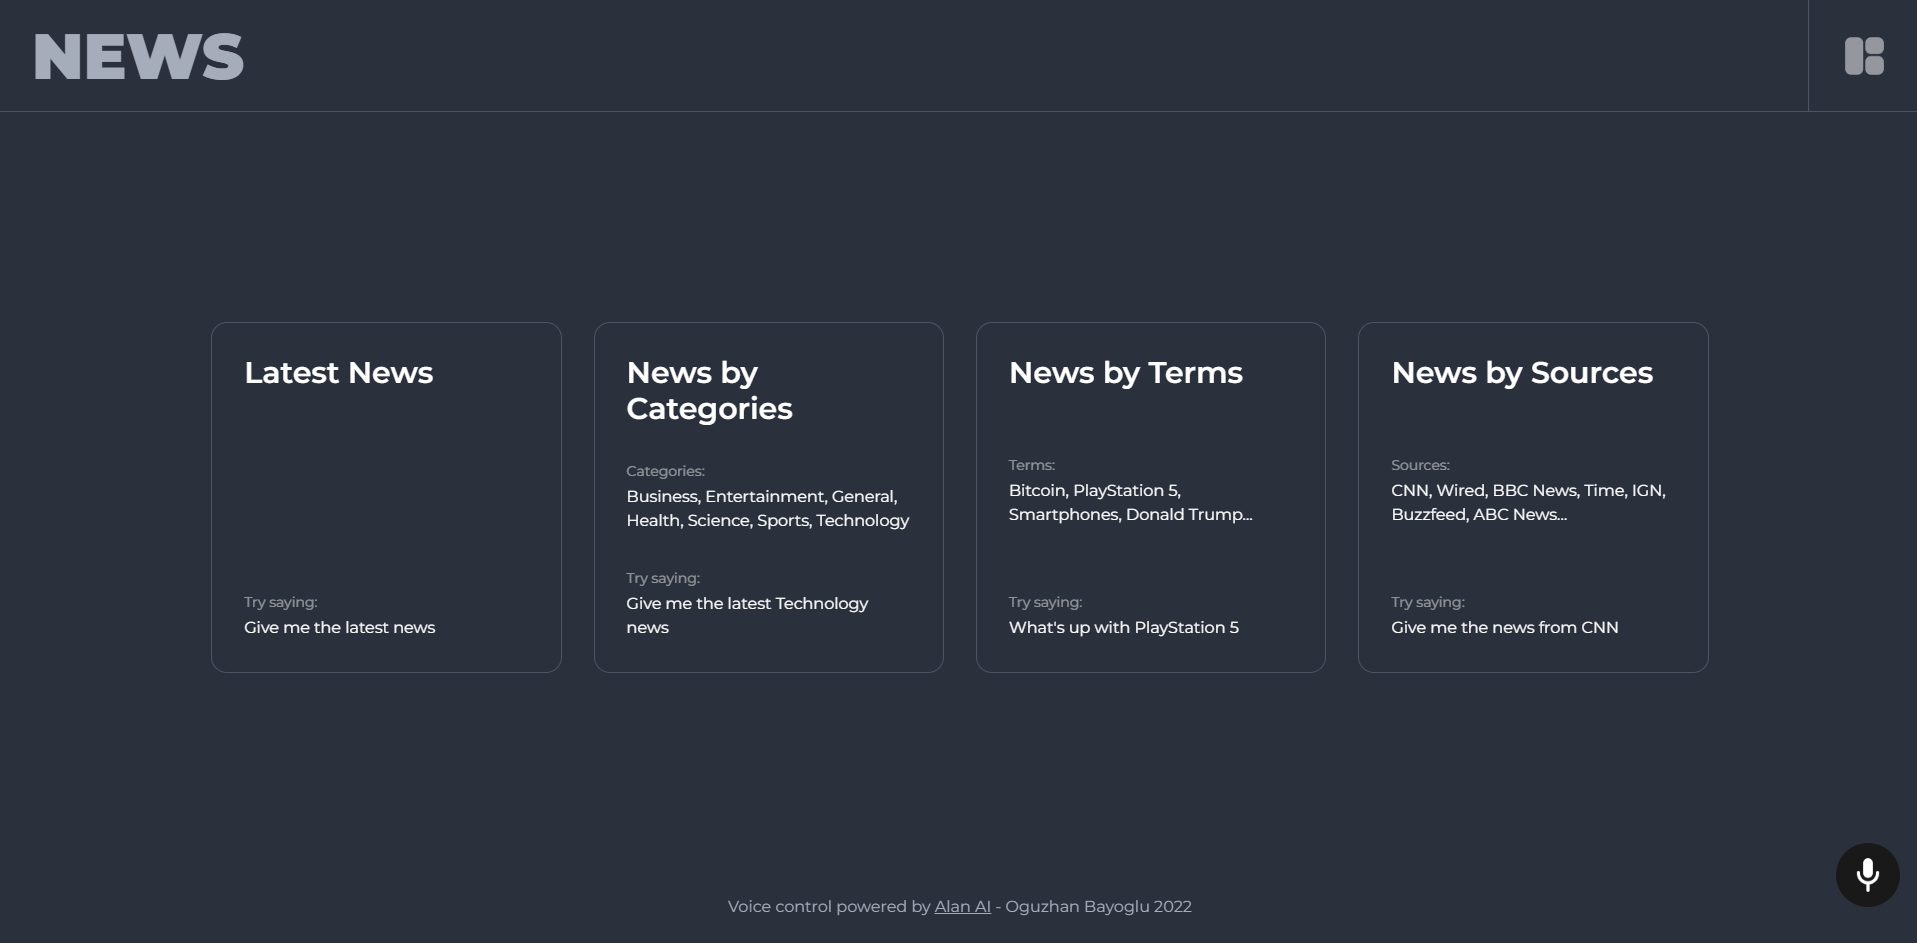 NEWS
Latest News
Try saying:
Give me the latest news
News by
Categories
Categories:
Business, Entertainment, General,
Health, Science, Sports, Technology
Try saying:
Give me the latest Technology
news
News by Terms
Terms:
Bitcoin, PlayStation 5,
Smartphones, Donald Trump...
Try saying:
What's up with PlayStation 5
News by Sources
Sources:
CNN, Wired, BBC News, Time, IGN,
Buzzfeed, ABC News...
Try saying:
Give me the news from CNN
Voice control powered by Alan AI - Oguzhan Bayoglu 2022